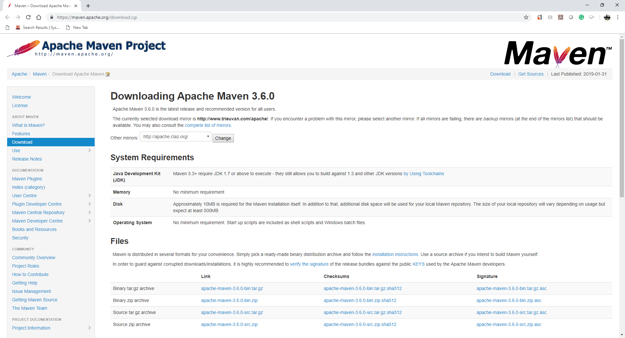 Maven – Download Apache M
https://maven.apache.org/download.cgi
Search Results | Sys...
New Tab
Apache Maven Project
http://maven.apache.org/
Maven™
Apache / Maven / Download Apache Maven
Download | Get Sources | Last Published: 2019-01-31
Welcome
License
ABOUT MAVEN
What is Maven?
Features
Download
Use
Release Notes
DOCUMENTATION
Maven Plugins
Index (category)
User Centre
Plugin Developer Centre
Maven Central Repository
Maven Developer Centre
Books and Resources
Security
COMMUNITY
Community Overview
Project Roles
How to Contribute
Getting Help
Issue Management
Getting Maven Source
The Maven Team
PROJECT DOCUMENTATION
Project Information
Downloading Apache Maven 3.6.0
Apache Maven 3.6.0 is the latest release and recommended version for all users.
The currently selected download mirror is http://www.trieuvan.com/apache/. If you encounter a problem with this mirror, please select another mirror. If all mirrors are failing, there are backup mirrors (at the end of the mirrors list) that should be
available. You may also consult the complete list of mirrors.
Other mirrors: http://apache.claz.org/ Change
System Requirements
Java Development Kit (JDK) Maven 3.3+ require JDK 1.7 or above to execute - they still allows you to build against 1.3 and other JDK versions by Using Toolchains
Memory No minimum requirement
Disk Approximately 10MB is required for the Maven installation itself. In addition to that, additional disk space will be used for your local Maven repository. The size of your local repository will vary depending on usage but
expect at least 500MB.
Operating System No minimum requirement. Start up scripts are included as shell scripts and Windows batch files.
Files
Maven is distributed in several formats for your convenience. Simply pick a ready-made binary distribution archive and follow the installation instructions. Use a source archive if you intend to build Maven yourself.
In order to guard against corrupted downloads/installations, it is highly recommended to verify the signature of the release bundles against the public KEYS used by the Apache Maven developers.
Link Checksums Signature
Binary tar.gz archive apache-maven-3.6.0-bin.tar.gz apache-maven-3.6.0-bin.tar.gz.sha512 apache-maven-3.6.0-bin.tar.gz.asc
Binary zip archive apache-maven-3.6.0-bin.zip apache-maven-3.6.0-bin.zip.sha512 apache-maven-3.6.0-bin.zip.asc
Source tar.gz archive apache-maven-3.6.0-src.tar.gz apache-maven-3.6.0-src.tar.gz.sha512 apache-maven-3.6.0-src.tar.gz.asc
Source zip archive apache-maven-3.6.0-src.zip apache-maven-3.6.0-src.zip.sha512 apache-maven-3.6.0-src.zip.asc